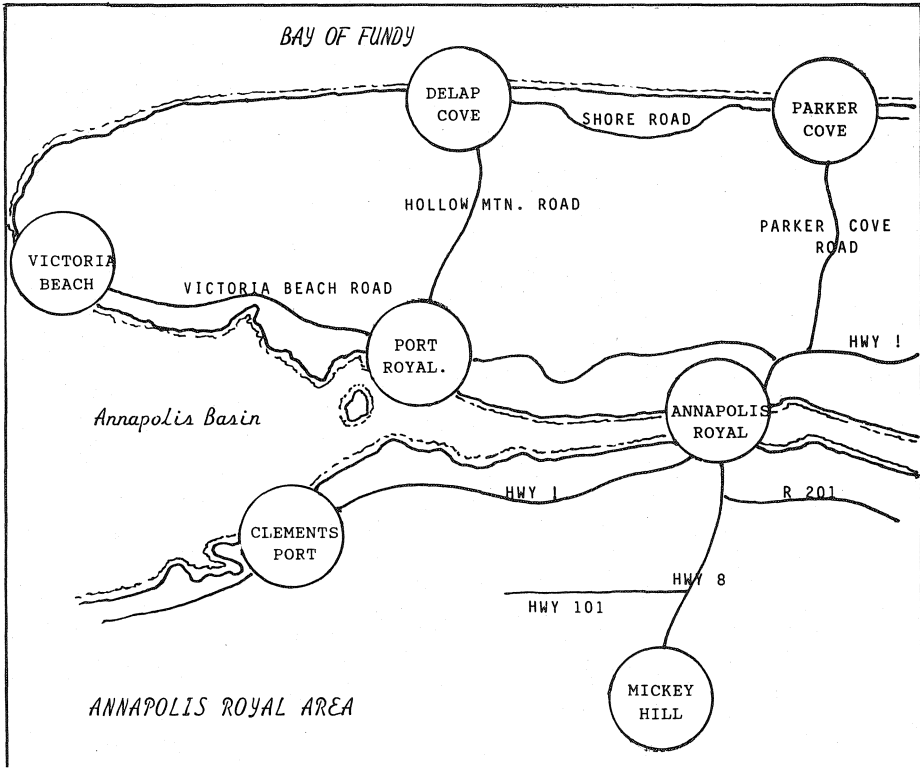 BAY OF FUNDY
DELAP
COVE
PARKER
COVE
SHORE ROAD
HOLLOW MTN. ROAD
PARKER COVE
ROAD
VICTORIA
BEACH
VICTORIA BEACH ROAD
PORT
ROYAL.
HWY !
ANNAPOLIS
ROYAL
Annapolis Basin
HWY 1
R 201
CLEMENTS
PORT
HWY 8
HWY 101
MICKEY
HILL
ANNAPOLIS ROYAL AREA